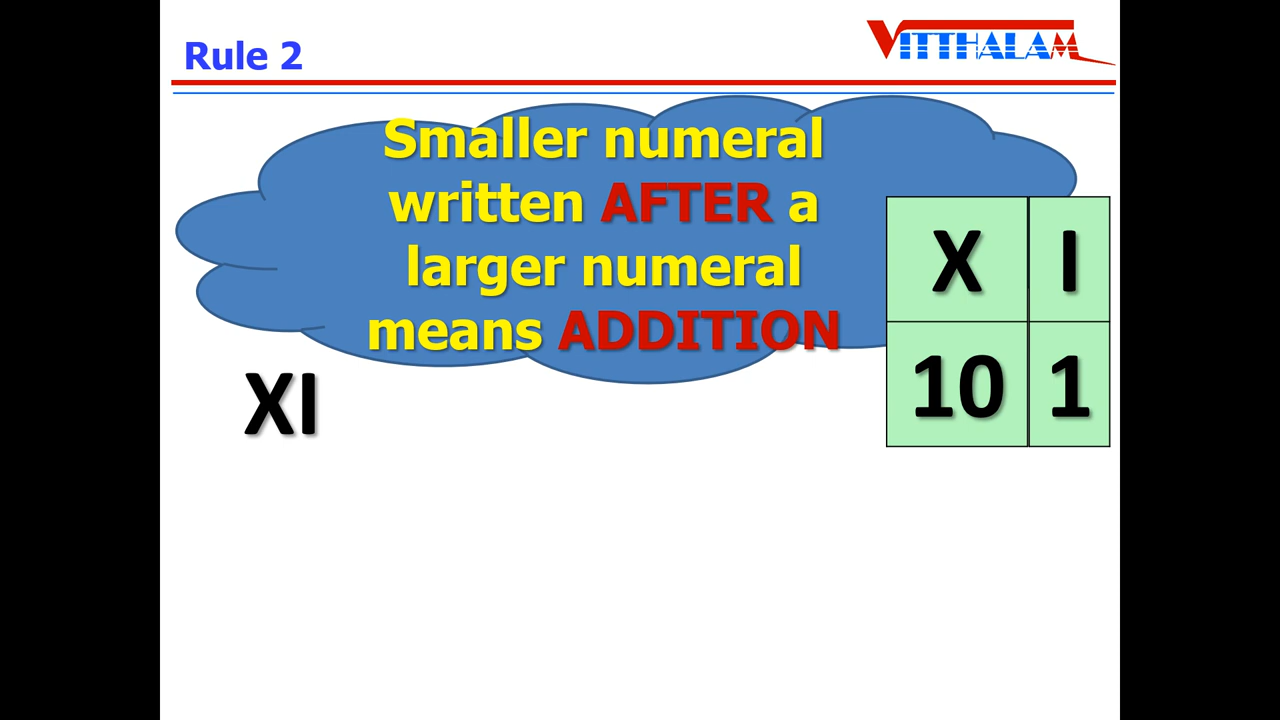 Rule 2
VITTHALAM
Smaller numeral
written AFTER a
larger numeral
means ADDITION
X I
10 1
XI